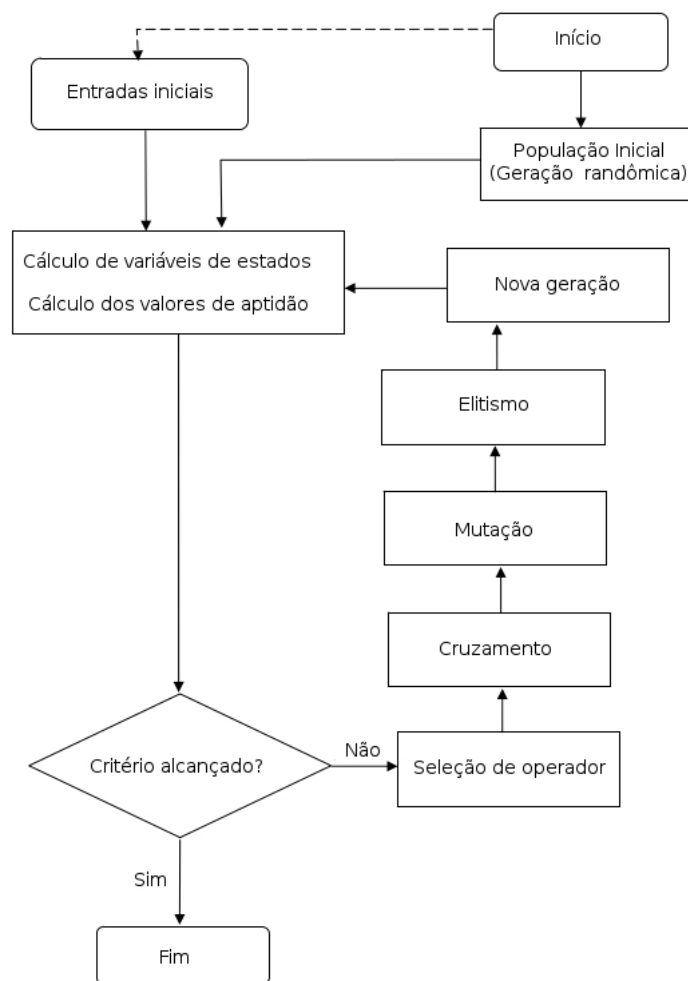 Início
Entradas iniciais
População Inicial
(Geração randômica)
Cálculo de variáveis de estados
Cálculo dos valores de aptidão
Nova geração
Elitismo
Mutação
Cruzamento
Critério alcançado?
Não
Seleção de operador
Sim
Fim